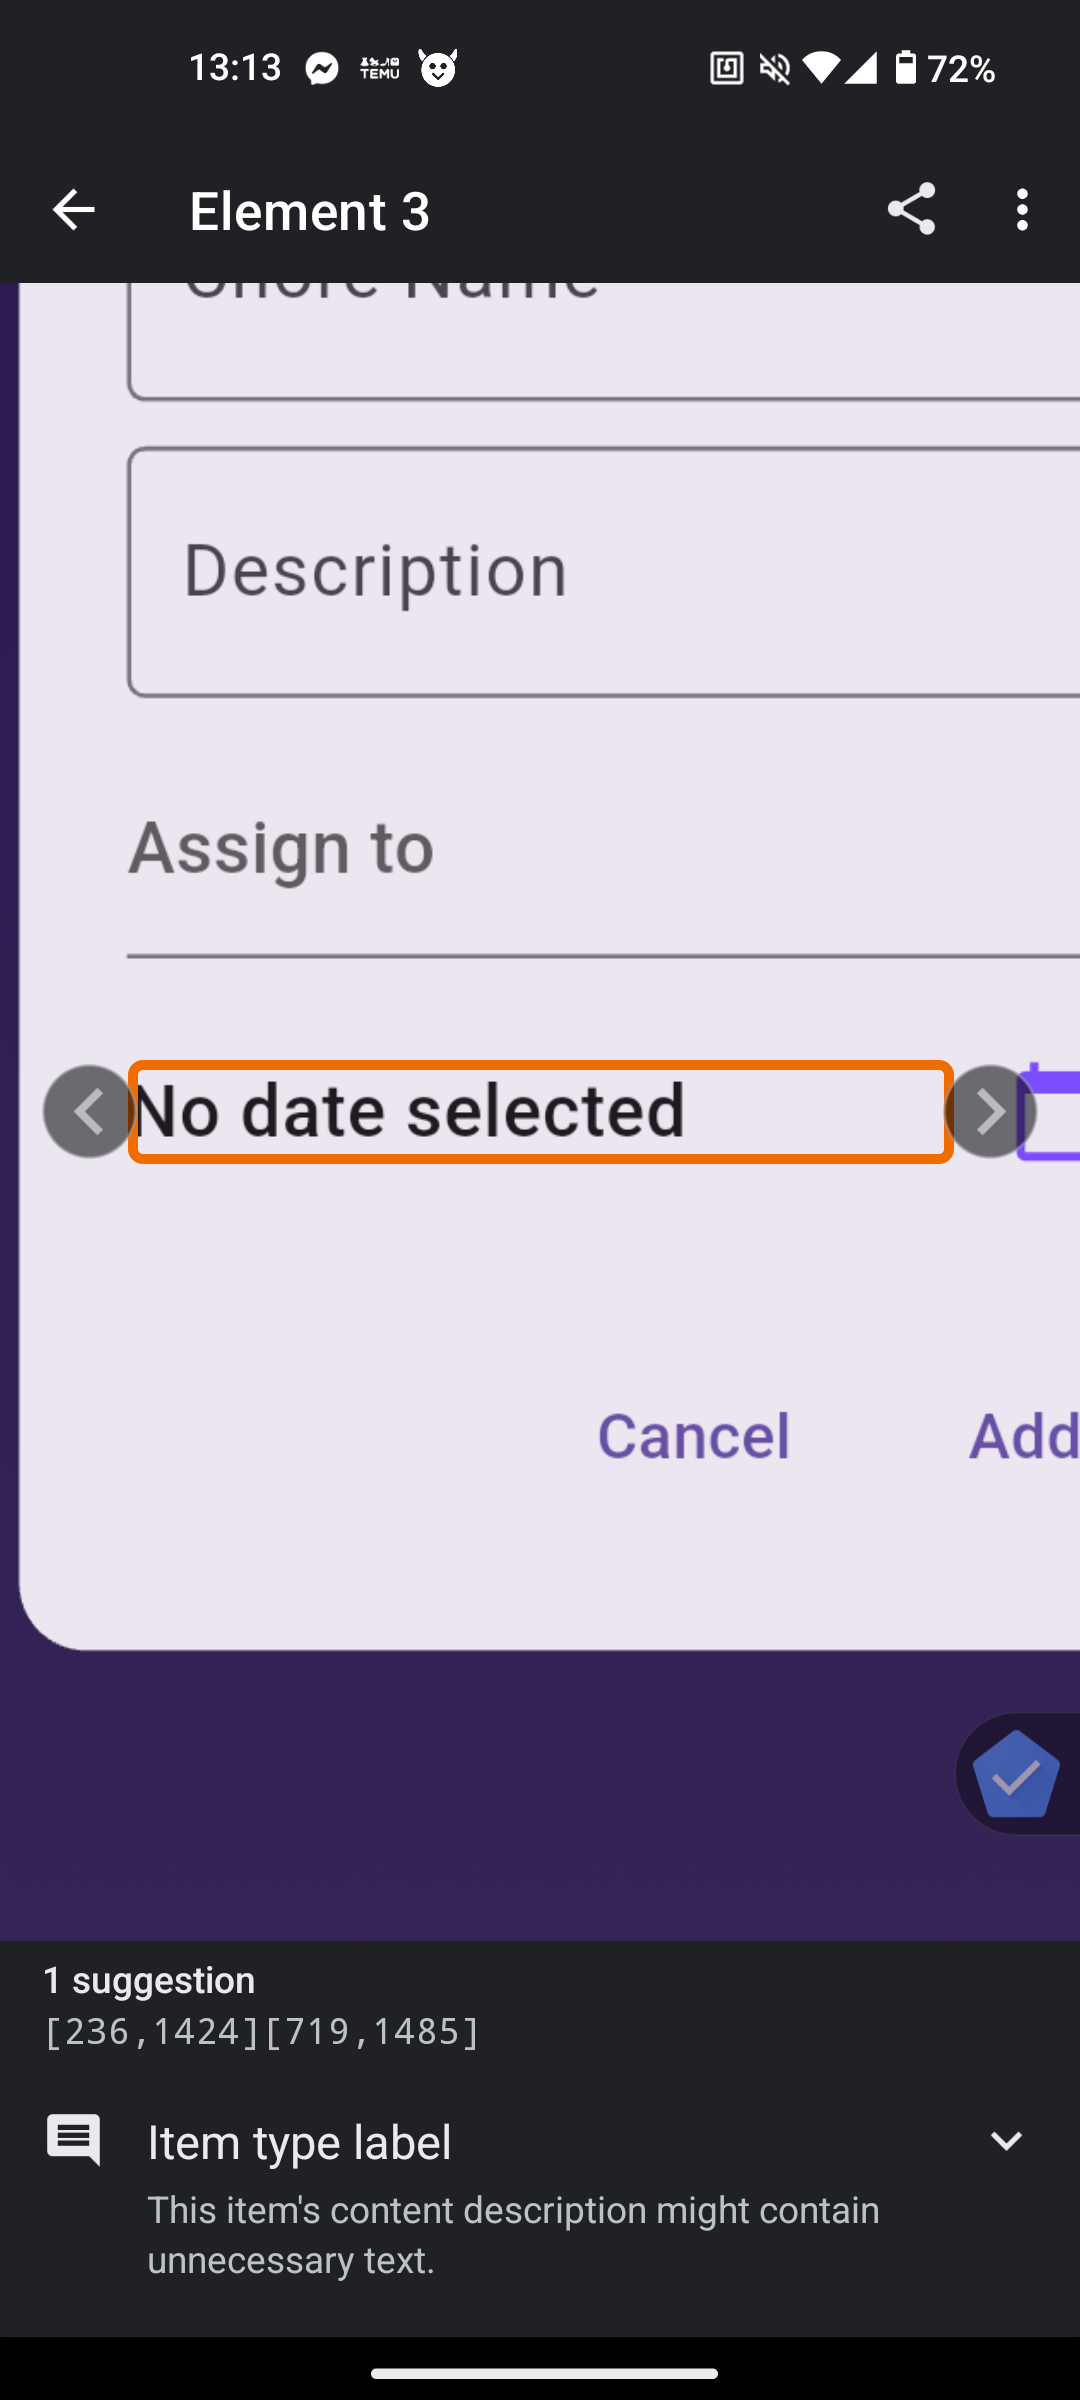 13:13 TEMU 72%
Element 3
Chore Name
Description
Assign to
No date selected
Cancel Add
1 suggestion
[236,1424][719,1485]
Item type label
This item's content description might contain
unnecessary text.